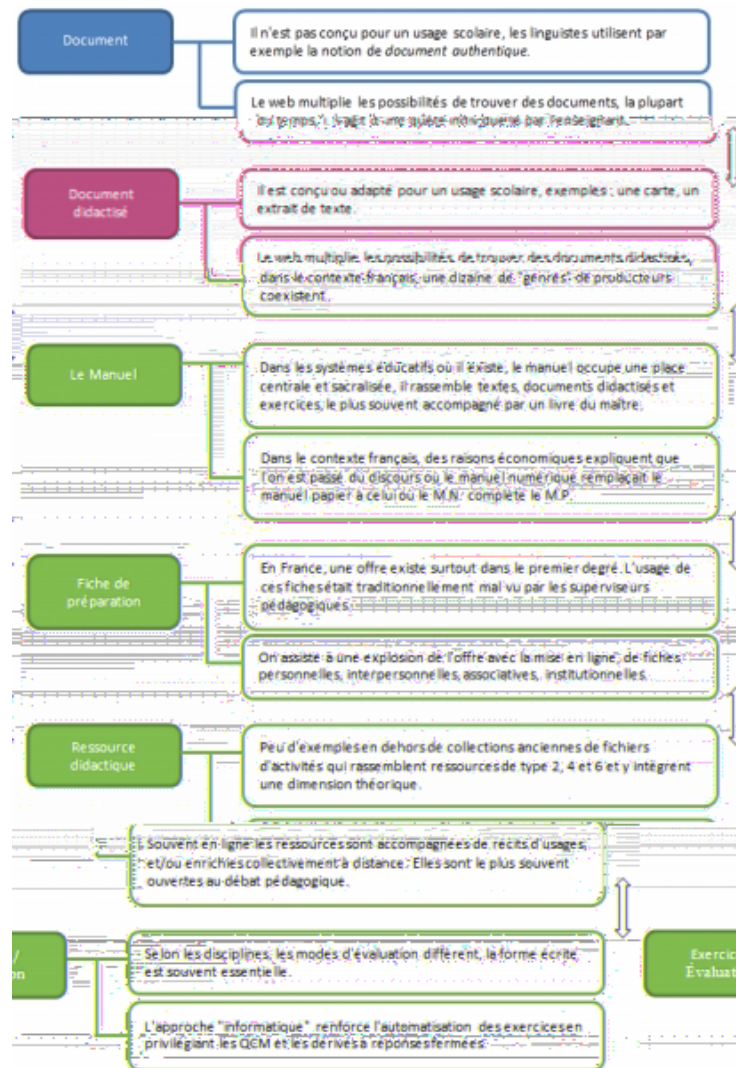 Document
Il n'est pas conçu pour un usage scolaire, les linguistes utilisent par
exemple la notion de document authentique.
Le web multiplie les possibilités de trouver des documents, la plupart
du temps, il s'agit d'une quête individuelle par l'enseignant.
Document
didactisé
Il est conçu ou adapté pour un usage scolaire, exemples : une carte, un
extrait de texte.
Le web multiplie les possibilités de trouver des documents didactisés,
dans le contexte français, une dizaine de "genres" de producteurs
coexistent.
Le Manuel
Dans les systèmes éducatifs où il existe, le manuel occupe une place
centrale et sacralisée, il rassemble textes, documents didactisés et
exercices, le plus souvent accompagné par un livre du maître.
Dans le contexte français, des raisons économiques expliquent que
l'on est passé du discours où le manuel numérique remplaçait le
manuel papier à celui où le M.N. complète le M.P.
Fiche de
préparation
En France, une offre existe surtout dans le premier degré. L'usage de
ces fiches était traditionnellement mal vu par les superviseurs
pédagogiques.
On assiste à une explosion de l'offre avec la mise en ligne, de fiches
personnelles, interpersonnelles, associatives, institutionnelles.
Ressource
didactique
Peu d'exemples en dehors de collections anciennes de fichiers
d'activités qui rassemblent ressources de type 2, 4 et 6 et y intègrent
une dimension théorique.
Souvent en ligne les ressources sont accompagnées de récits d'usages,
et/ou enrichies collectivement à distance. Elles sont le plus souvent
ouvertes au débat pédagogique.
/
ion
Selon les disciplines, les modes d'évaluation diffèrent, la forme écrite
est souvent essentielle.
Exercic
Évaluat
L'approche "informatique" renforce l'automatisation des exercices en
privilégiant les QCM et les dérivés à réponses fermées.